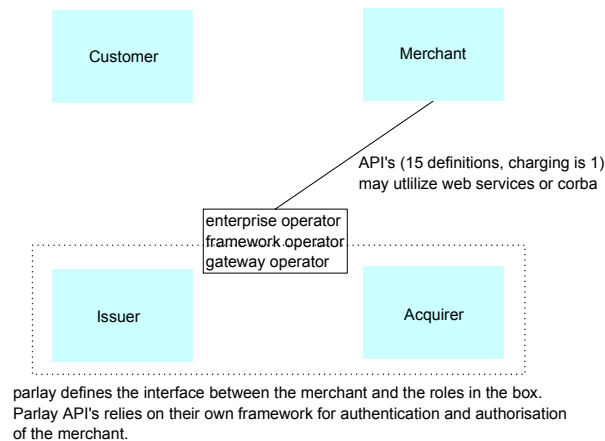 Customer
Merchant
API's (15 definitions, charging is 1)
may utlilize web services or corba
enterprise operator
framework operator
gateway operator
Issuer
Acquirer
parlay defines the interface between the merchant and the roles in the box.
Parlay API's relies on their own framework for authentication and authorisation
of the merchant.